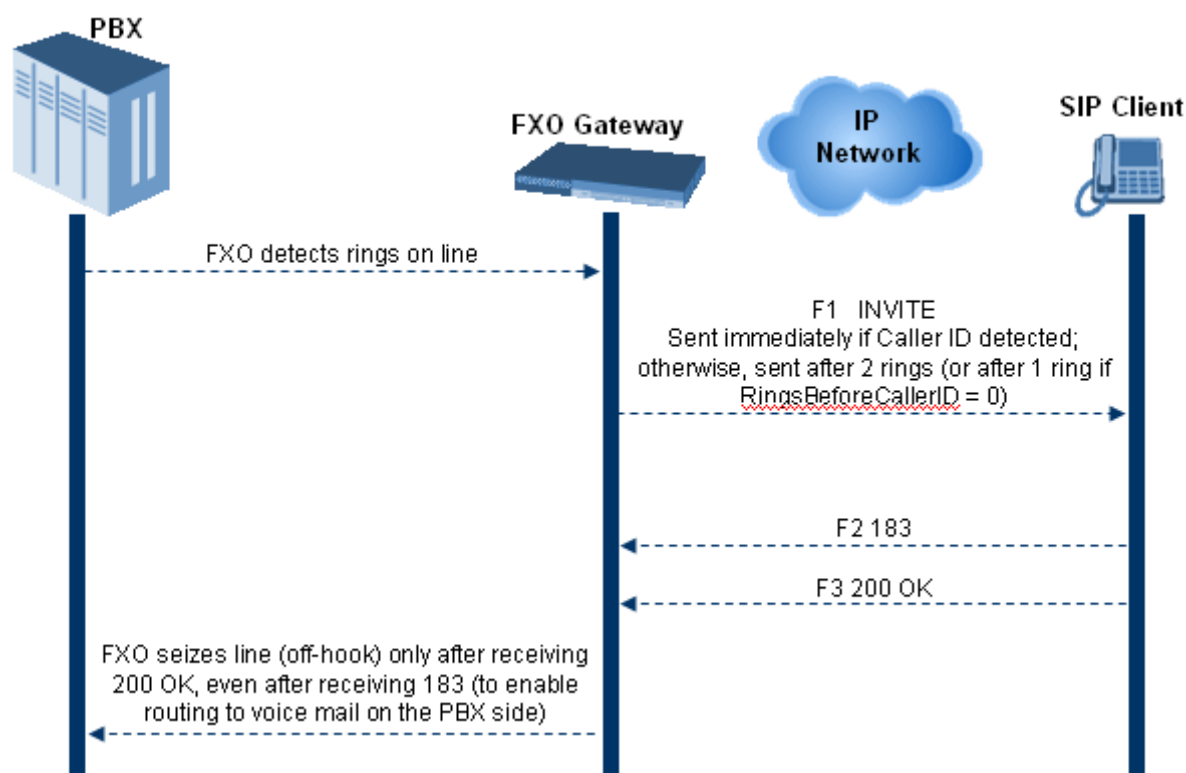 PBX
FXO Gateway
IP
Network
SIP Client
FXO detects rings on line
F1 INVITE
Sent immediately if Caller ID detected;
otherwise, sent after 2 rings (or after 1 ring if
RingsBeforeCallerID = 0)
F2 183
F3 200 OK
FXO seizes line (off-hook) only after receiving
200 OK, even after receiving 183 (to enable
routing to voice mail on the PBX side)